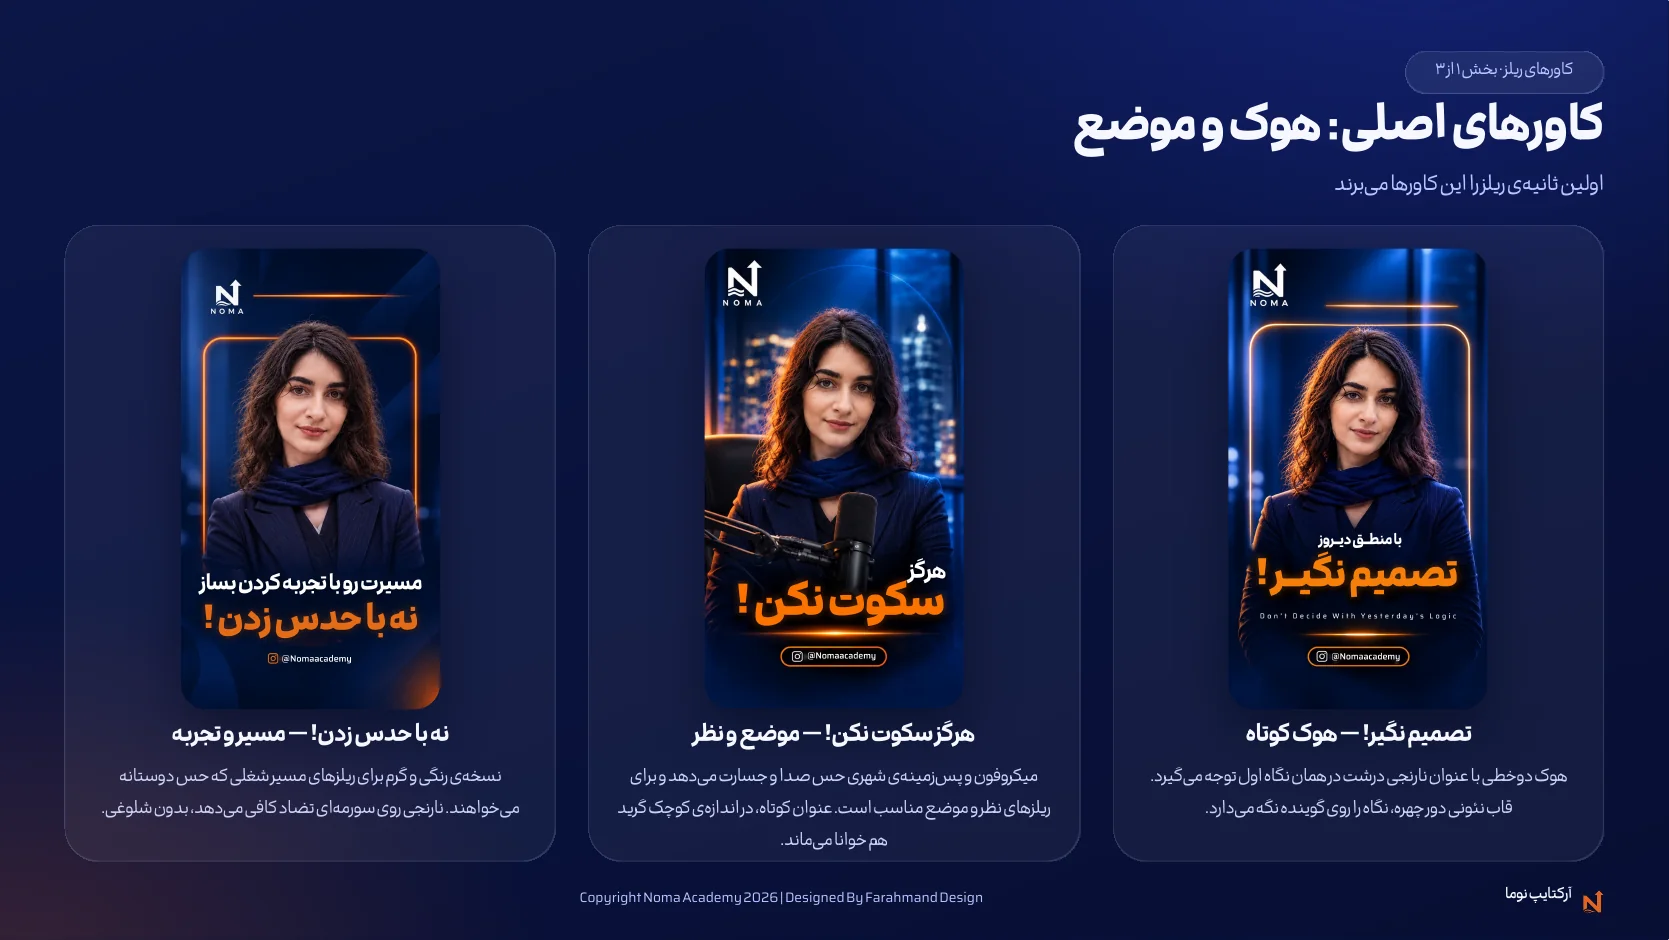 کاورهای ریلز · بخش ۱ از ۳
کاورهای اصلی: هوک و موضع
اولین ثانیه‌ی ریلز را این کاورها می‌برند
NOMA
با منطـق دیـروز
تصمیم نگیـر!
Don't Decide With Yesterday's Logic
@Nomaacademy
تصمیم نگیر! — هوک کوتاه
هوک دوخطی با عنوان نارنجی درشت در همان نگاه اول توجه می‌گیرد.
قاب نئونی دور چهره، نگاه را روی گوینده نگه می‌دارد.
NOMA
هرگز
سکوت نکن!
@Nomaacademy
هرگز سکوت نکن! — موضع و نظر
میکروفون و پس‌زمینه‌ی شهری حس صدا و جسارت می‌دهد و برای
ریلزهای نظر و موضع مناسب است. عنوان کوتاه، در اندازه‌ی کوچک گرید
هم خوانا می‌ماند.
NOMA
مسیرت رو با تجربه کردن بساز
نه با حدس زدن!
@Nomaacademy
نه با حدس زدن! — مسیر و تجربه
نسخه‌ی رنگی و گرم برای ریلزهای مسیر شغلی که حس دوستانه
می‌خواهند. نارنجی روی سورمه‌ای تضاد کافی می‌دهد، بدون شلوغی.
آرکتایپ نوما
Copyright Noma Academy 2026 | Designed By Farahmand Design